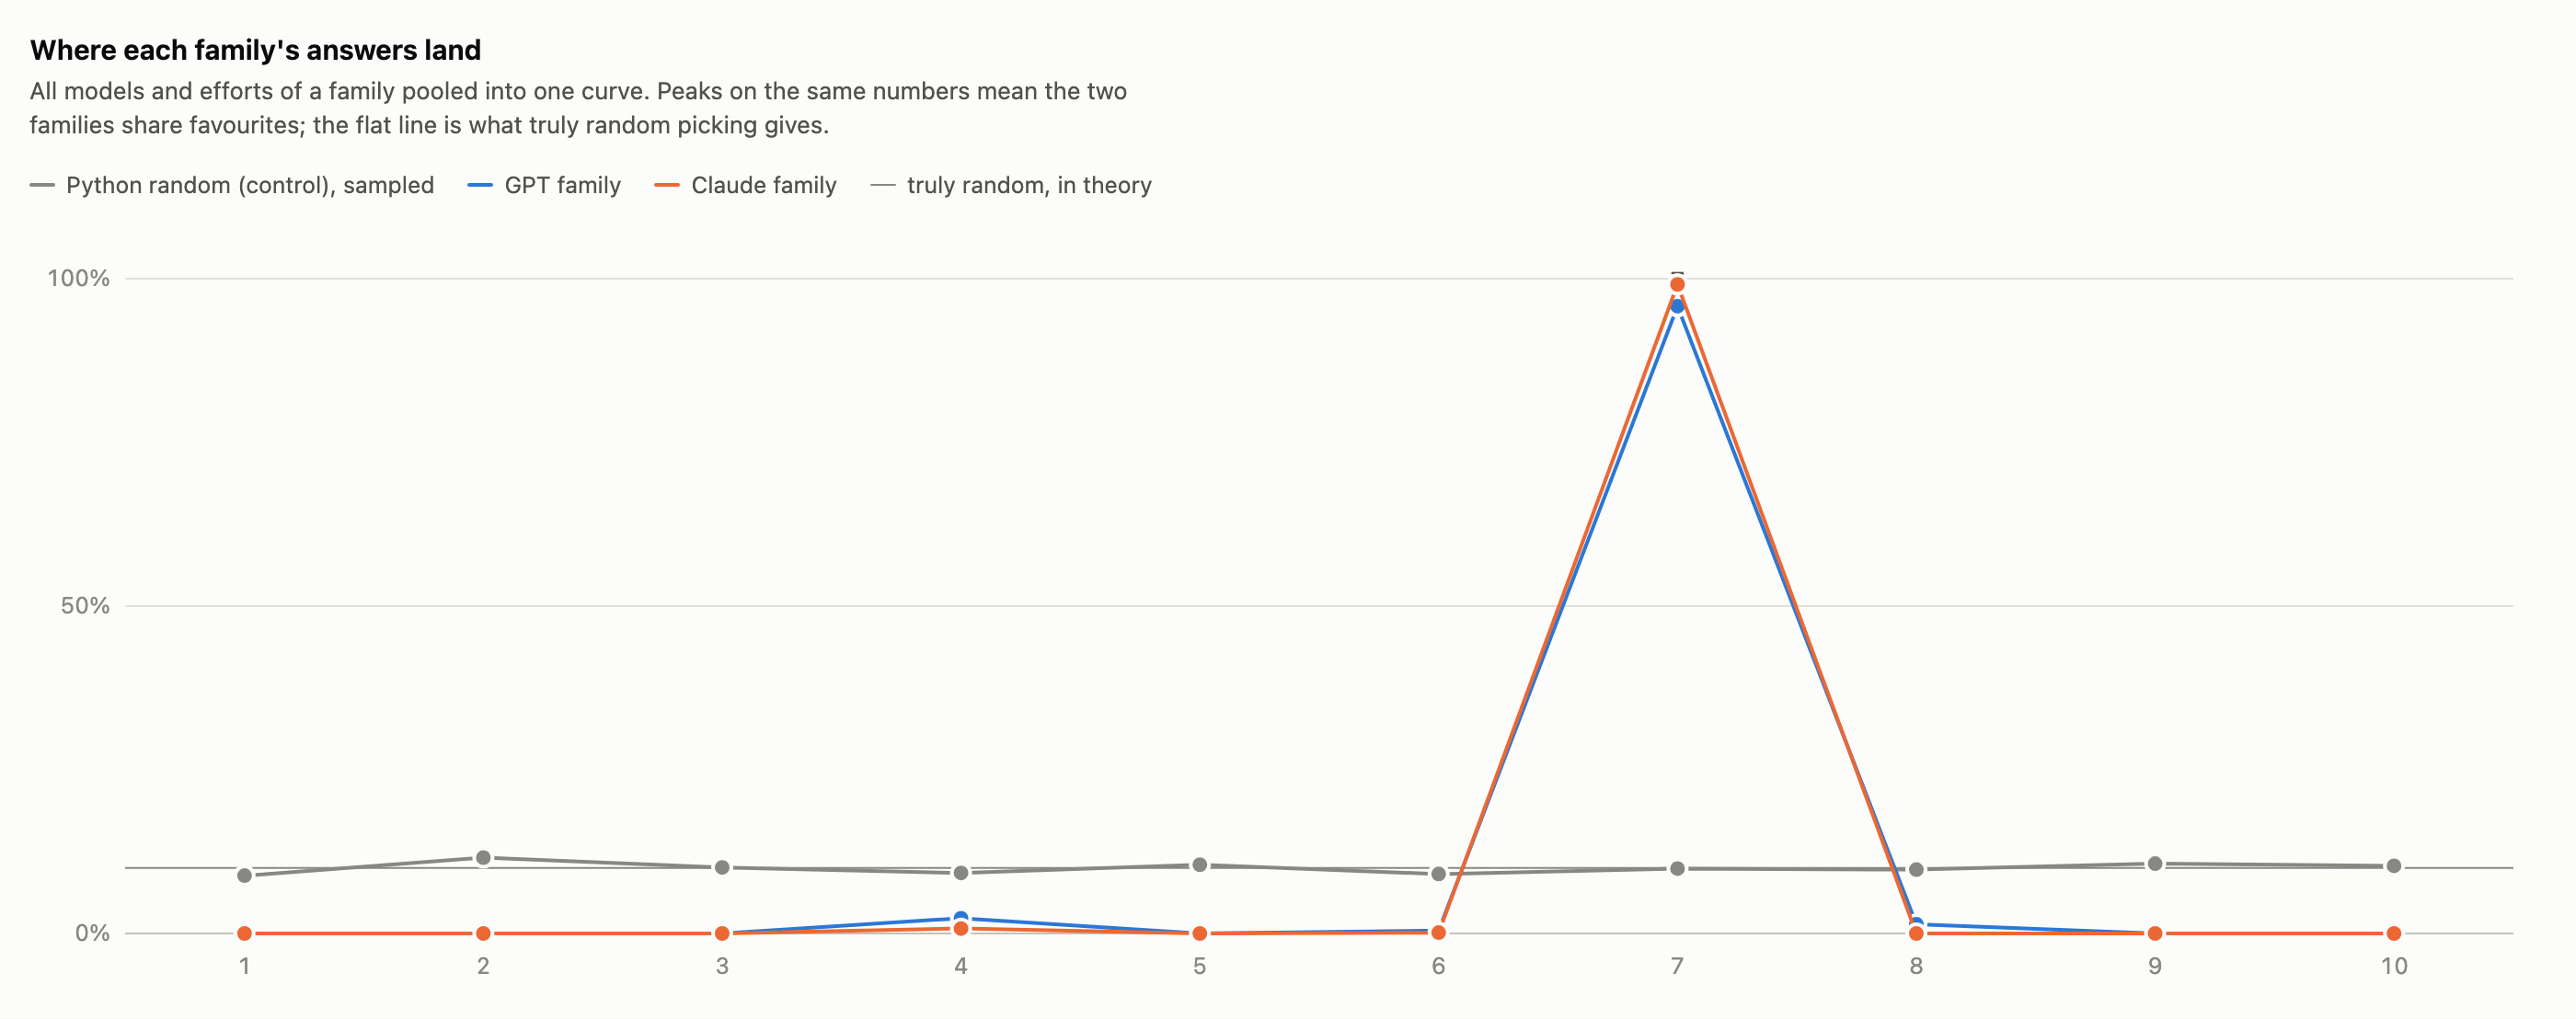 Where each family's answers land
All models and efforts of a family pooled into one curve. Peaks on the same numbers mean the two
families share favourites; the flat line is what truly random picking gives.
Python random (control), sampled GPT family Claude family truly random, in theory
100%
50%
0%
1 2 3 4 5 6 7 8 9 10